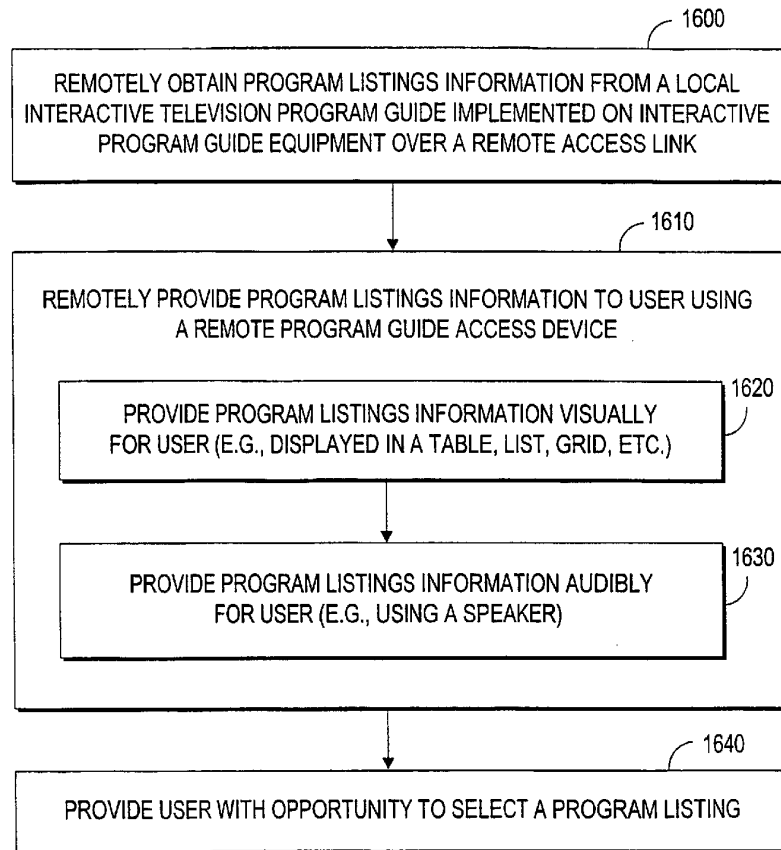 1600
REMOTELY OBTAIN PROGRAM LISTINGS INFORMATION FROM A LOCAL
INTERACTIVE TELEVISION PROGRAM GUIDE IMPLEMENTED ON INTERACTIVE
PROGRAM GUIDE EQUIPMENT OVER A REMOTE ACCESS LINK
1610
REMOTELY PROVIDE PROGRAM LISTINGS INFORMATION TO USER USING
A REMOTE PROGRAM GUIDE ACCESS DEVICE
1620
PROVIDE PROGRAM LISTINGS INFORMATION VISUALLY
FOR USER (E.G., DISPLAYED IN A TABLE, LIST, GRID, ETC.)
1630
PROVIDE PROGRAM LISTINGS INFORMATION AUDIBLY
FOR USER (E.G., USING A SPEAKER)
1640
PROVIDE USER WITH OPPORTUNITY TO SELECT A PROGRAM LISTING